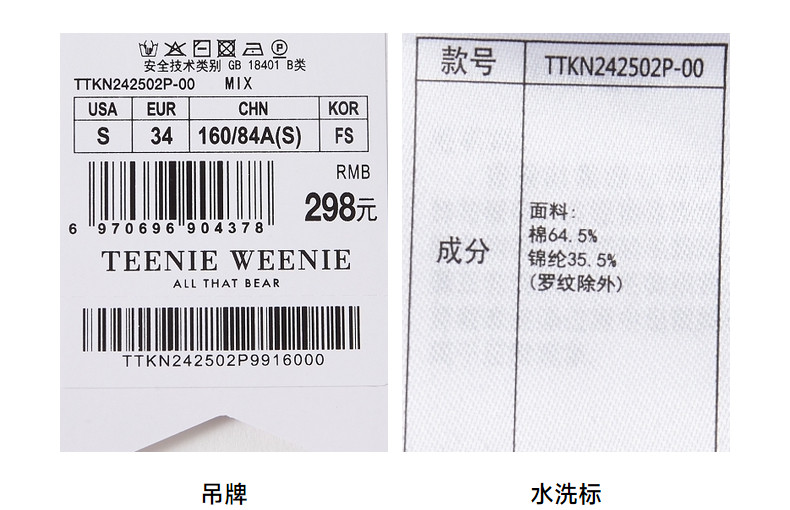 安全技术类别 GB 18401 B类
TTKN242502P-00 MIX
USA EUR CHN KOR
S 34 160/84A(S) FS
RMB
298元
6 970696 904378
TEENIE WEENIE
ALL THAT BEAR
TTKN242502P9916000
吊牌
款号 TTKN242502P-00
成分
面料:
棉64.5%
锦纶35.5%
(罗纹除外)
水洗标